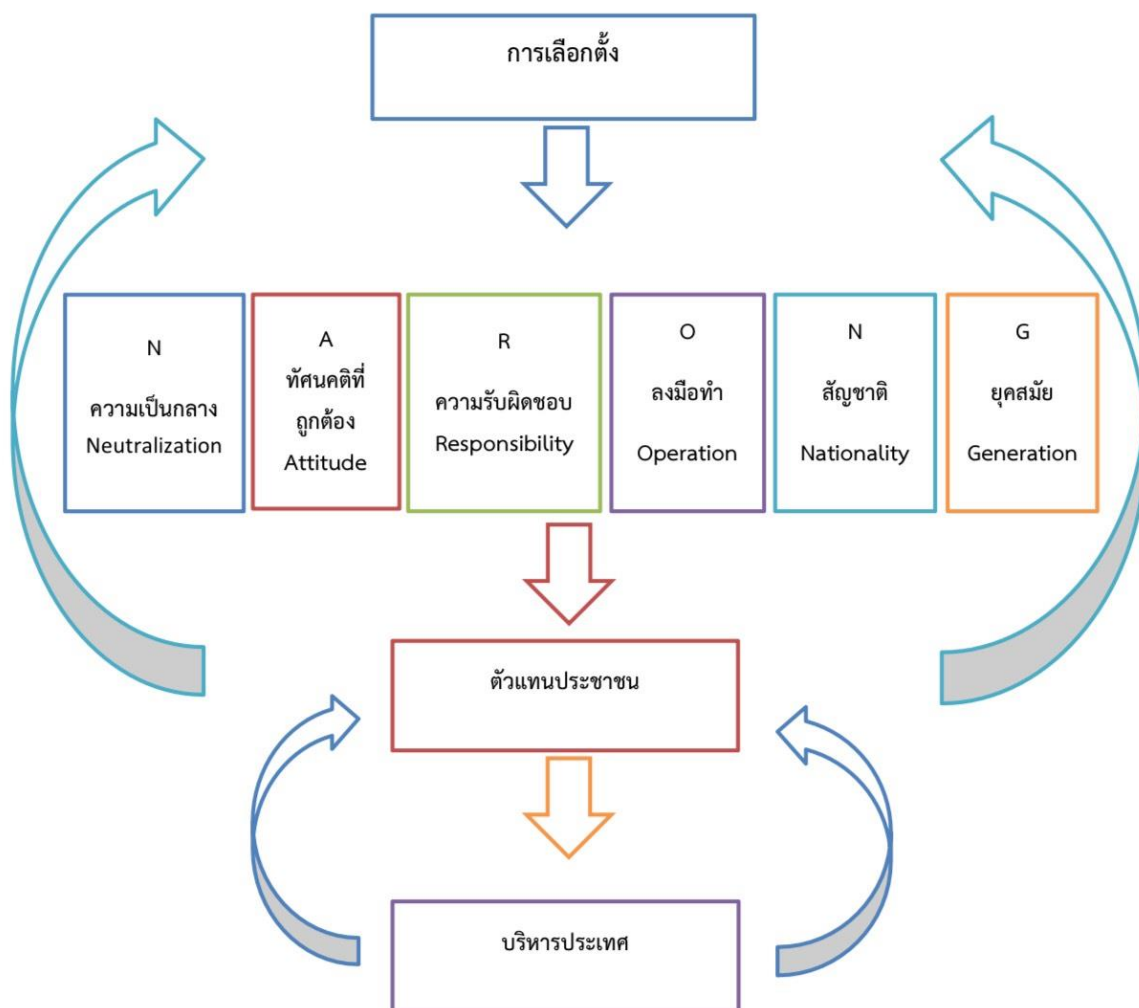 การเลือกตั้ง
N
ความเป็นกลาง
Neutralization
A
ทัศนคติที่
ถูกต้อง
Attitude
R
ความรับผิดชอบ
Responsibility
O
ลงมือทำ
Operation
N
สัญชาติ
Nationality
G
ยุคสมัย
Generation
ตัวแทนประชาชน
บริหารประเทศ